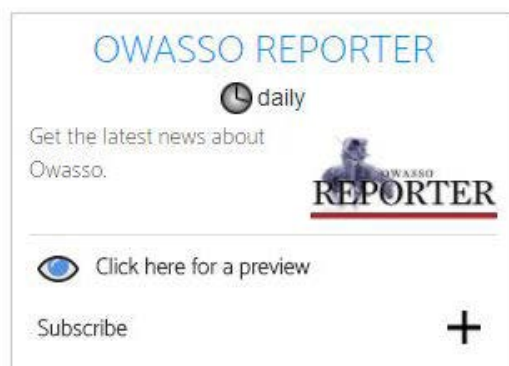 OWASSO REPORTER
daily
Get the latest news about
Owasso.
OWASSO
REPORTER
Click here for a preview
Subscribe